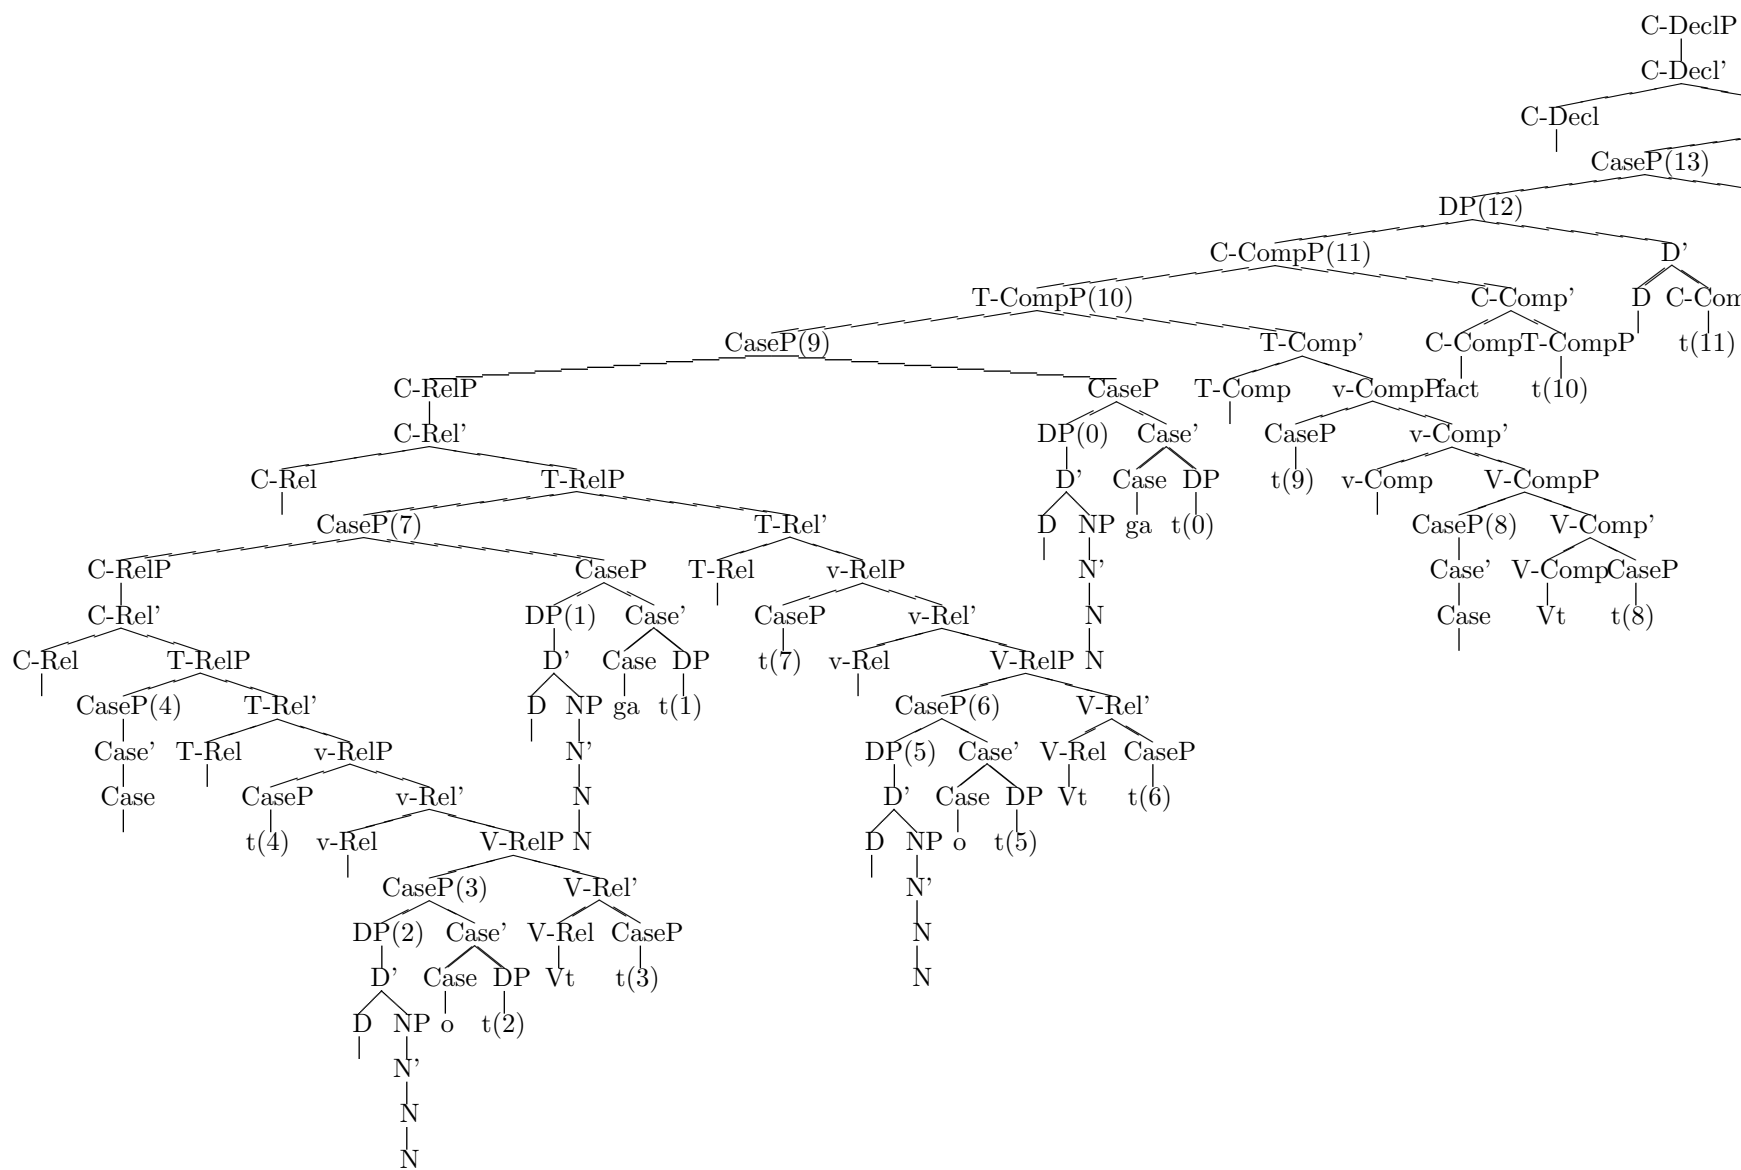 C-DeclP
C-Decl'
C-Decl
CaseP(13)
DP(12)
C-CompP(11) D'
T-CompP(10) C-Comp' D C-Com
CaseP(9) T-Comp' C-Comp T-CompP t(11)
C-RelP CaseP T-Comp v-CompP fact t(10)
C-Rel' DP(0) Case' CaseP v-Comp'
C-Rel T-RelP D' Case DP t(9) v-Comp V-CompP
CaseP(7) T-Rel' D NP ga t(0) CaseP(8) V-Comp'
C-RelP CaseP T-Rel v-RelP N' Case' V-Comp CaseP
C-Rel' DP(1) Case' CaseP v-Rel' N Case Vt t(8)
C-Rel T-RelP D' Case DP t(7) v-Rel V-RelP N
CaseP(4) T-Rel' D NP ga t(1) CaseP(6) V-Rel'
Case' T-Rel v-RelP N' DP(5) Case' V-Rel CaseP
Case CaseP v-Rel' N D' Case DP Vt t(6)
t(4) v-Rel V-RelP N D NP o t(5)
CaseP(3) V-Rel' N'
DP(2) Case' V-Rel CaseP N
D' Case DP Vt t(3) N
D NP o t(2)
N'
N
N